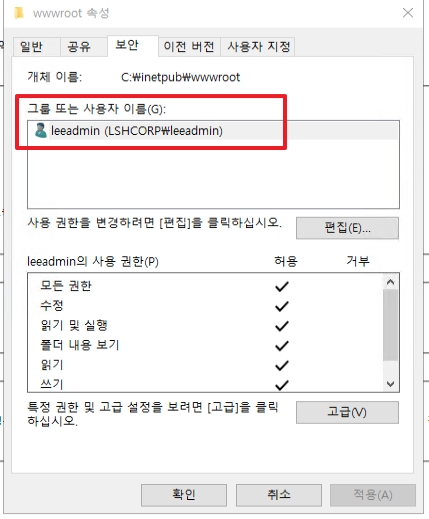 wwwroot 속성
일반 공유 보안 이전 버전 사용자 지정
개체 이름: C:₩inetpub₩wwwroot
그룹 또는 사용자 이름(G):
leeadmin (LSHCORP₩leeadmin)
사용 권한을 변경하려면 [편집]을 클릭하십시오. 편집(E)...
leeadmin의 사용 권한(P) 허용 거부
모든 권한
수정
읽기 및 실행
폴더 내용 보기
읽기
쓰기
특정 권한 및 고급 설정을 보려면 [고급]을 클릭
하십시오. 고급(V)
확인 취소 적용(A)